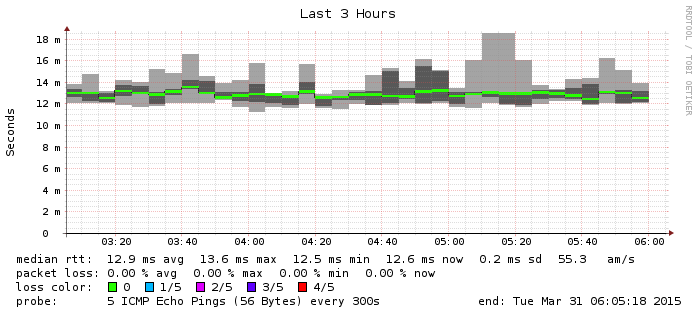 Last 3 Hours
RRDTOOL / TOBI OETIKER
Seconds
18 m
16 m
14 m
12 m
10 m
8 m
6 m
4 m
2 m
0
03:20 03:40 04:00 04:20 04:40 05:00 05:20 05:40 06:00
median rtt: 12.9 ms avg 13.6 ms max 12.5 ms min 12.6 ms now 0.2 ms sd 55.3 am/s
packet loss: 0.00 % avg 0.00 % max 0.00 % min 0.00 % now
loss color: 0 1/5 2/5 3/5 4/5
probe: 5 ICMP Echo Pings (56 Bytes) every 300s end: Tue Mar 31 06:05:18 2015